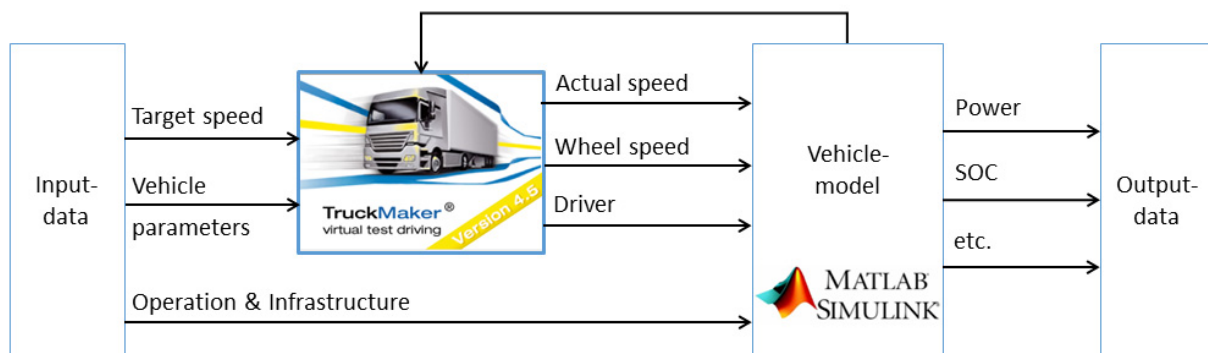 Input-
data
Target speed
Vehicle
parameters
Operation & Infrastructure
TruckMaker®
virtual test driving
Version 4.5
Actual speed
Wheel speed
Driver
Vehicle-
model
MATLAB®
SIMULINK®
Power
SOC
etc.
Output-
data